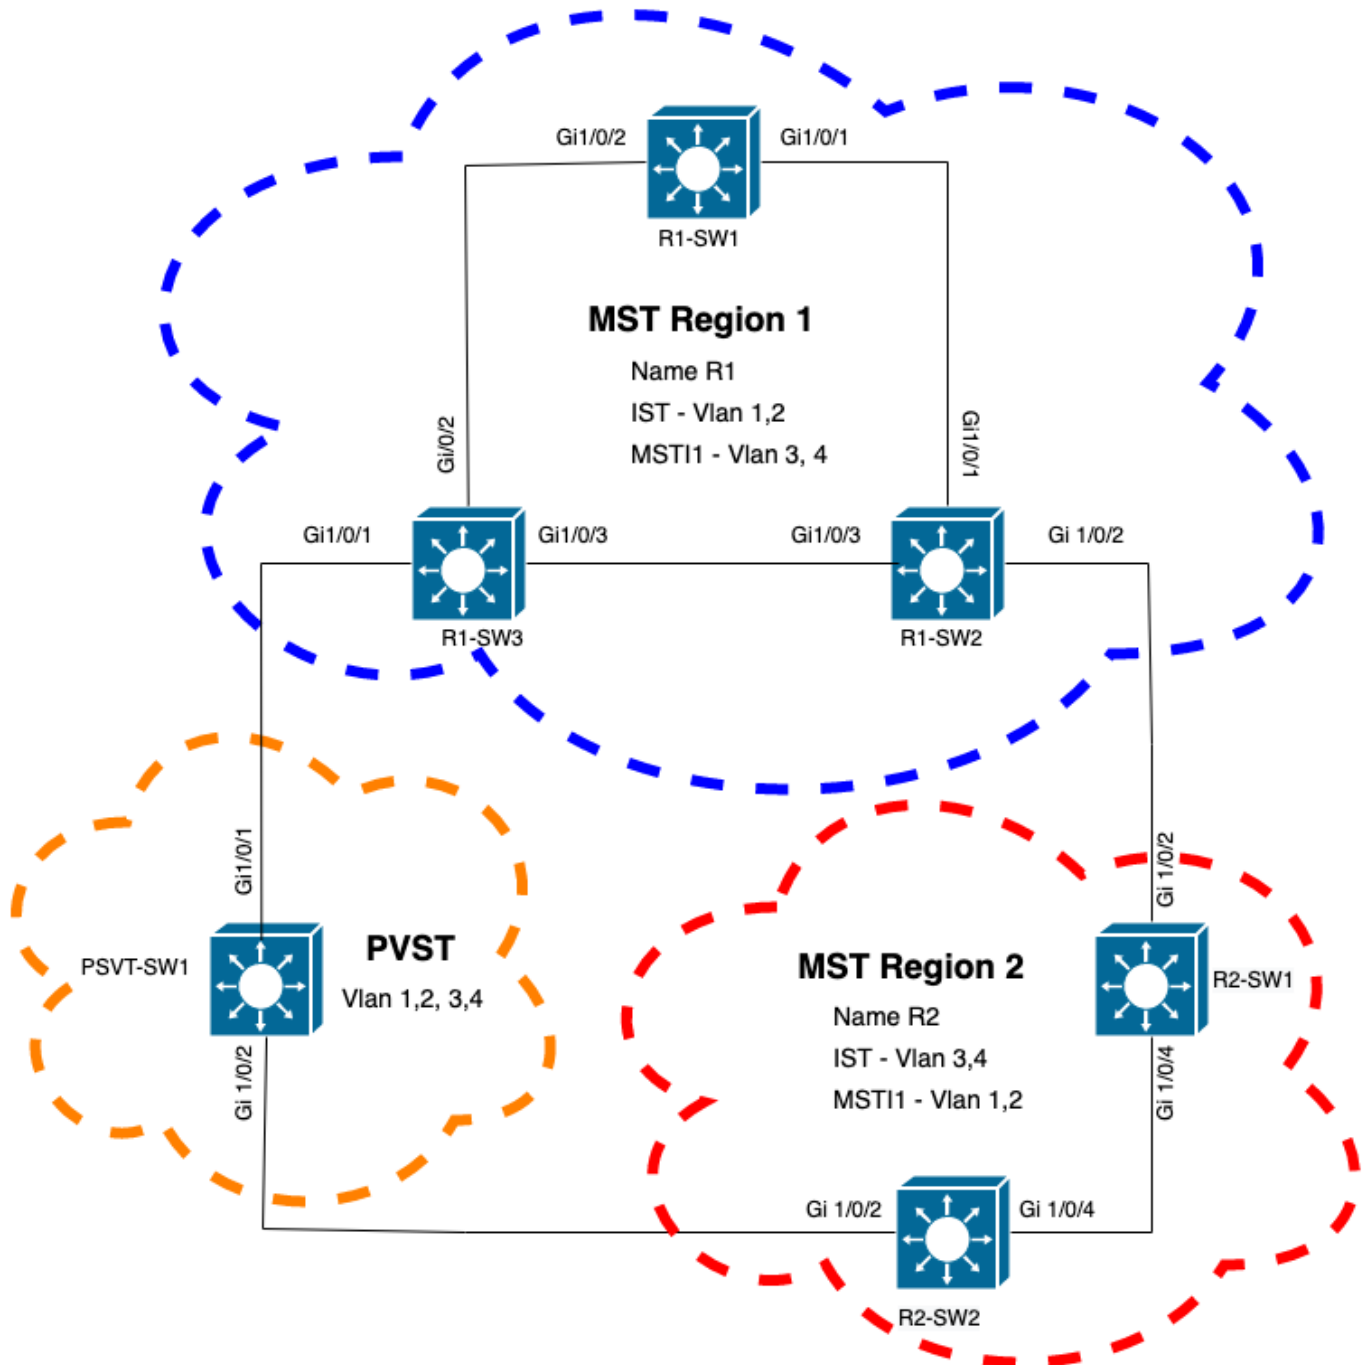 Gi1/0/2
Gi1/0/1
R1-SW1
MST Region 1
Name R1
IST - Vlan 1,2
MSTI1 - Vlan 3, 4
Gi/0/2
Gi1/0/1
Gi1/0/1
Gi1/0/3
Gi1/0/3
Gi 1/0/2
R1-SW3
R1-SW2
Gi1/0/1
Gi 1/0/2
PSVT-SW1
PVST
Vlan 1,2, 3,4
MST Region 2
Name R2
IST - Vlan 3,4
MSTI1 - Vlan 1,2
R2-SW1
Gi 1/0/2
Gi 1/0/4
Gi 1/0/2
Gi 1/0/4
R2-SW2